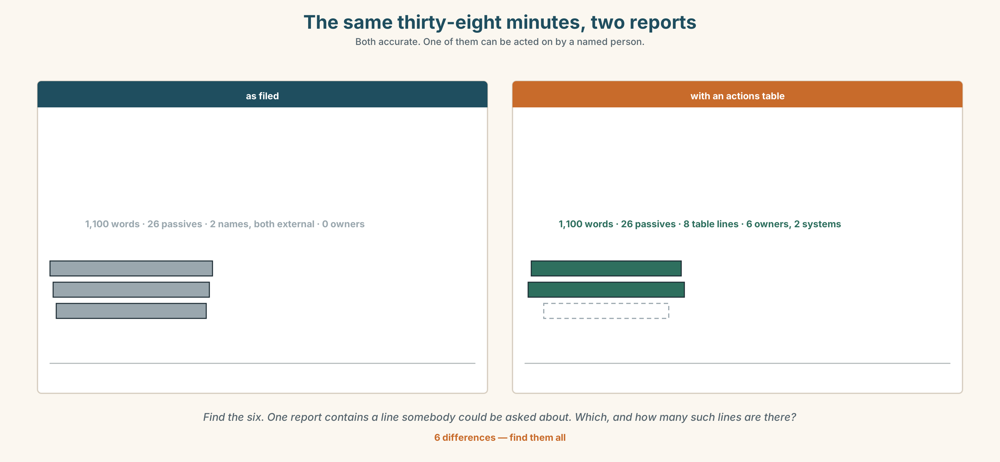 The same thirty-eight minutes, two reports
Both accurate. One of them can be acted on by a named person.
as filed
1,100 words · 26 passives · 2 names, both external · 0 owners
with an actions table
1,100 words · 26 passives · 8 table lines · 6 owners, 2 systems
Find the six. One report contains a line somebody could be asked about. Which, and how many such lines are there?
6 differences — find them all